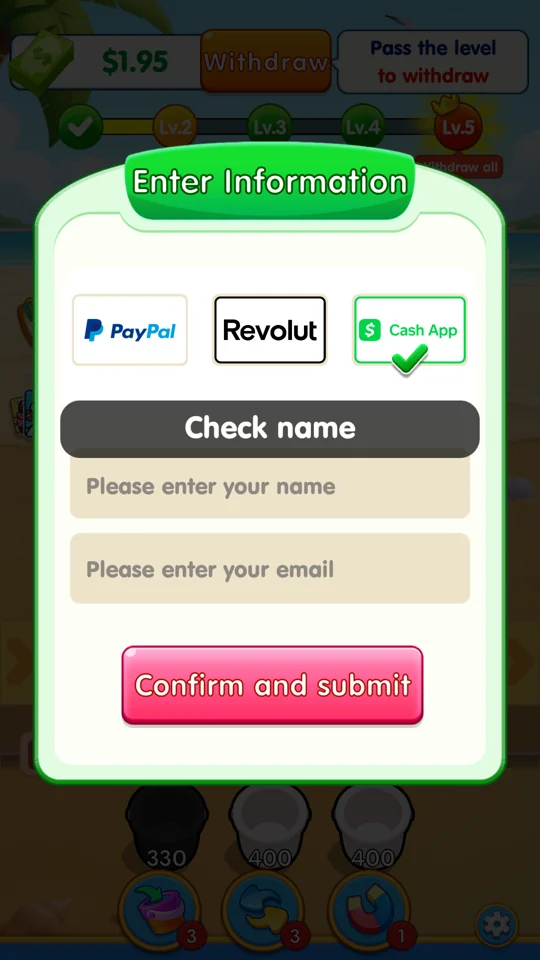 $1.95
Withdraw
Pass the level
to withdraw
Lv.2
Lv.3
Lv.4
Lv.5
Withdraw all
Enter Information
PayPal
Revolut
$ Cash App
Check name
Please enter your name
Please enter your email
Confirm and submit
330
400
400
3
3
1